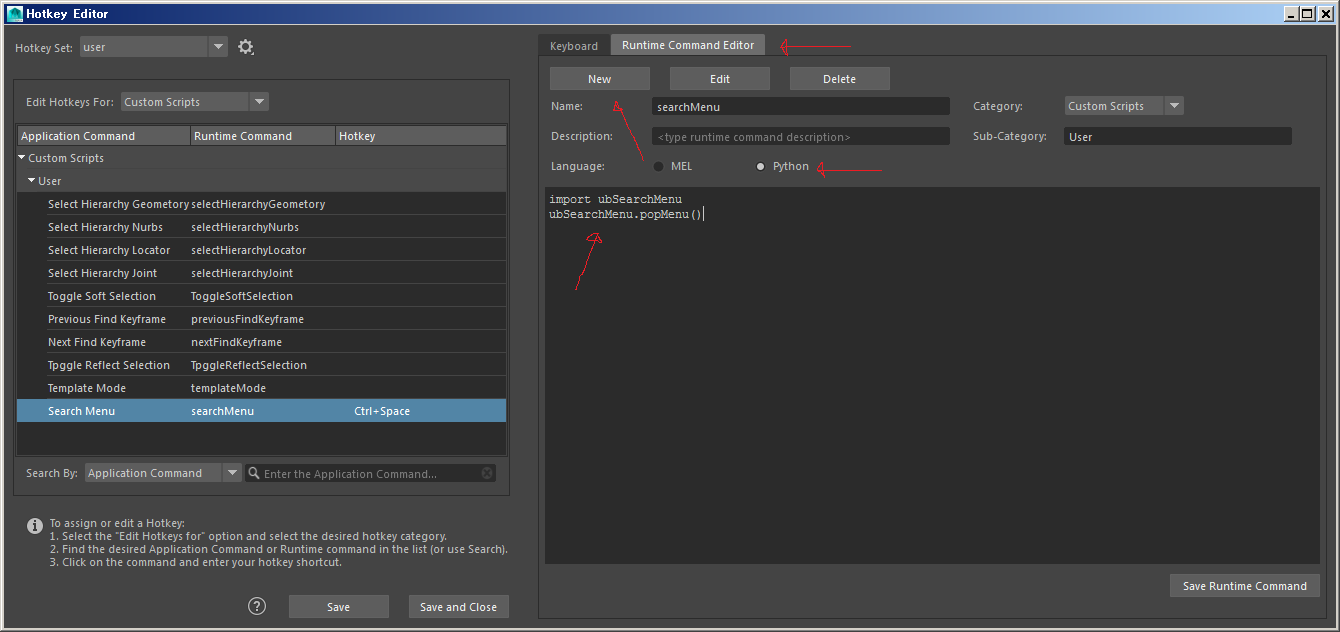 Hotkey Editor
Hotkey Set: user
Edit Hotkeys For: Custom Scripts
Application Command Runtime Command Hotkey
Custom Scripts
User
Select Hierarchy Geometory selectHierarchyGeometory
Select Hierarchy Nurbs selectHierarchyNurbs
Select Hierarchy Locator selectHierarchyLocator
Select Hierarchy Joint selectHierarchyJoint
Toggle Soft Selection ToggleSoftSelection
Previous Find Keyframe previousFindKeyframe
Next Find Keyframe nextFindKeyframe
Tpggle Reflect Selection TpggleReflectSelection
Template Mode templateMode
Search Menu searchMenu Ctrl+Space
Search By: Application Command Enter the Application Command...
To assign or edit a Hotkey:
1. Select the "Edit Hotkeys for" option and select the desired hotkey category.
2. Find the desired Application Command or Runtime command in the list (or use Search).
3. Click on the command and enter your hotkey shortcut.
? Save Save and Close
Keyboard Runtime Command Editor
New Edit Delete
Name: searchMenu Category: Custom Scripts
Description: <type runtime command description> Sub-Category: User
Language: MEL Python
import ubSearchMenu
ubSearchMenu.popMenu()
Save Runtime Command